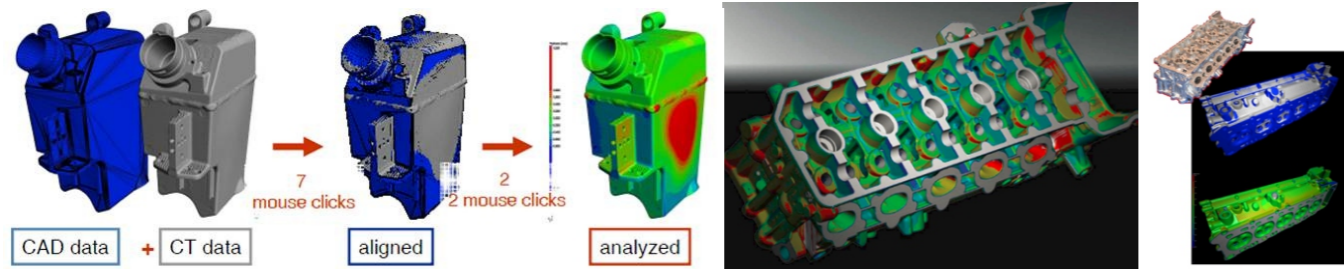 7
mouse clicks
2
2 mouse clicks
CAD data
+
CT data
aligned
analyzed